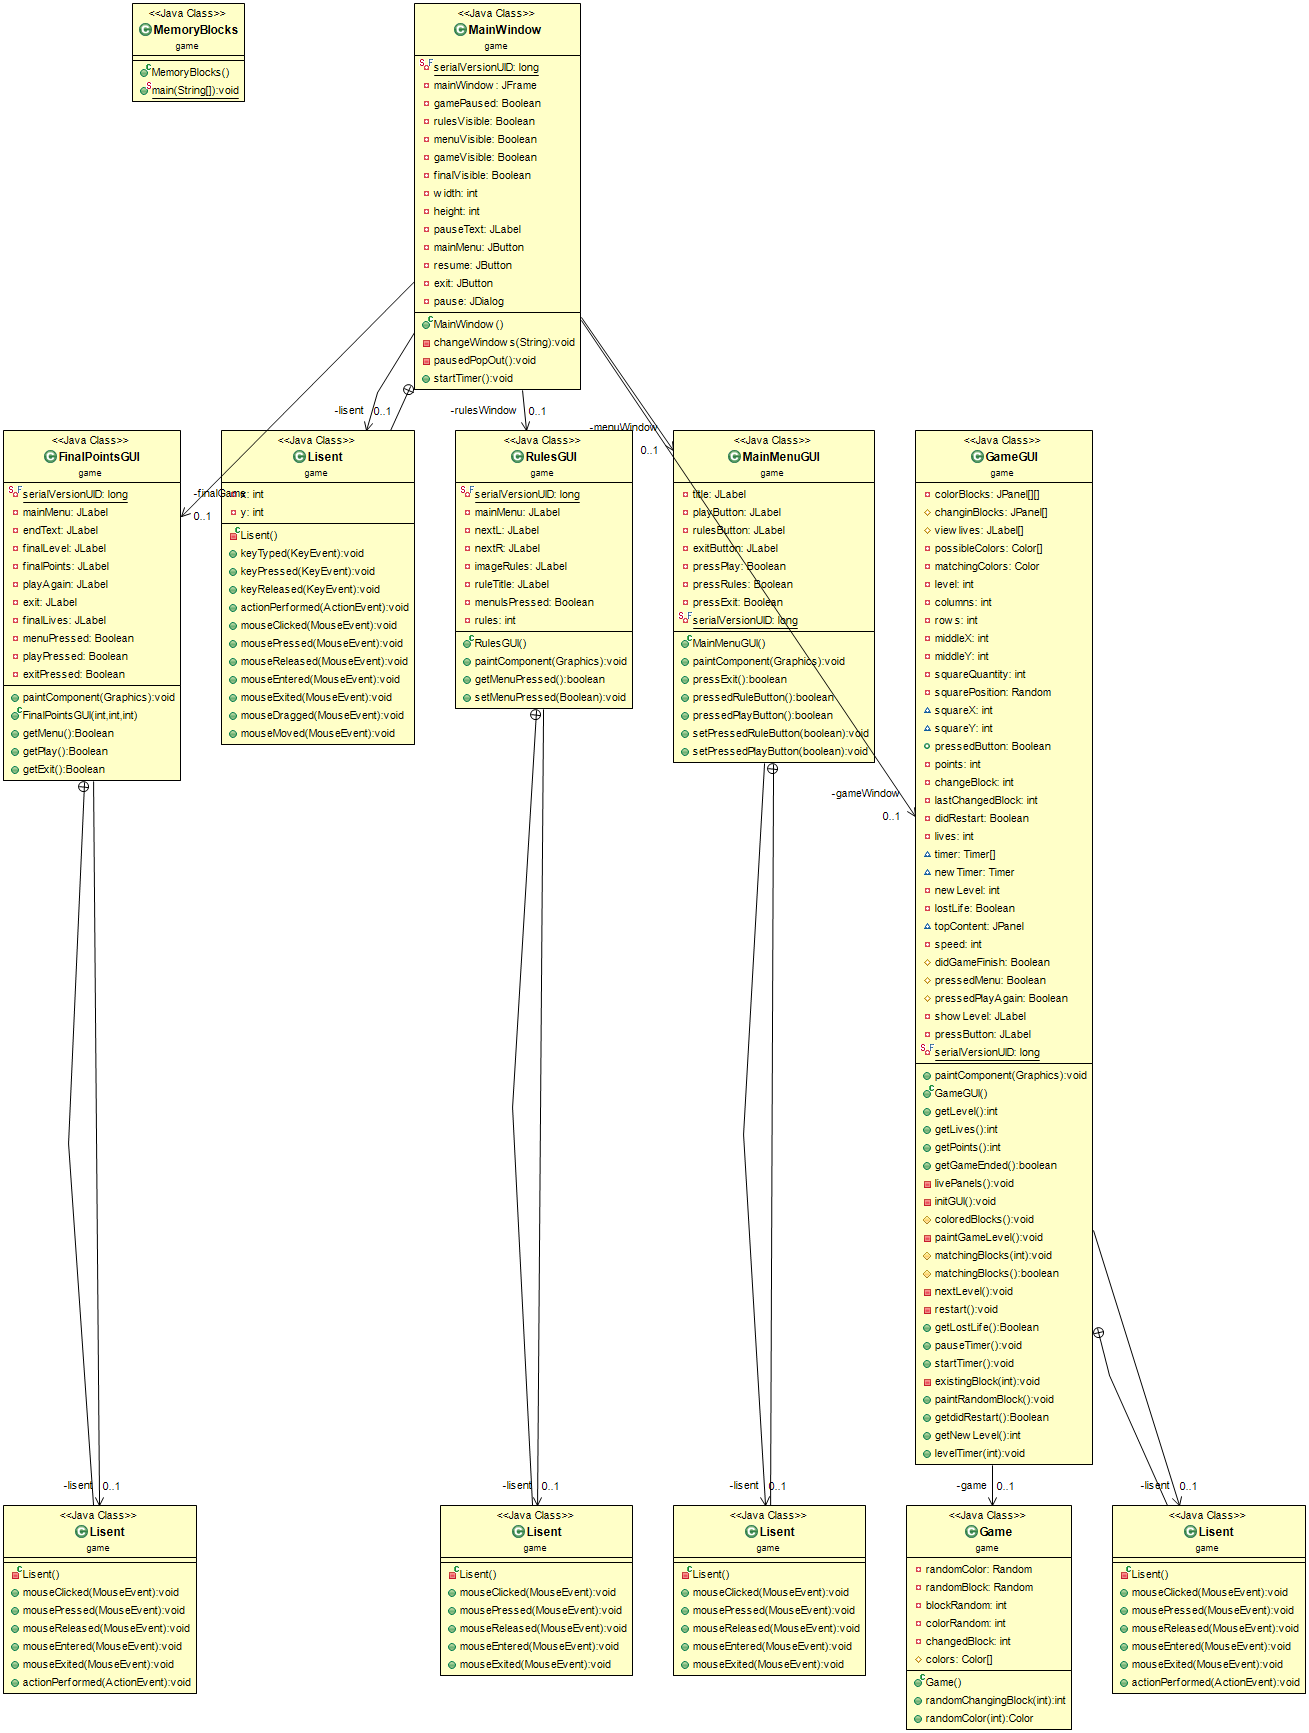 <<Java Class>>
MemoryBlocks
game
MemoryBlocks()
main(String[]):void
<<Java Class>>
MainWindow
game
serialVersionUID: long
mainWindow: JFrame
gamePaused: Boolean
rulesVisible: Boolean
menuVisible: Boolean
gameVisible: Boolean
finalVisible: Boolean
width: int
height: int
pauseText: JLabel
mainMenu: JButton
resume: JButton
exit: JButton
pause: JDialog
MainWindow()
changeWindows(String):void
pausedPopOut():void
startTimer():void
-lisent 0..1
-rulesWindow 0..1
-menuWindow
0..1
-finalGame
0..1
-gameWindow
0..1
<<Java Class>>
FinalPointsGUI
game
serialVersionUID: long
mainMenu: JLabel
endText: JLabel
finalLevel: JLabel
finalPoints: JLabel
playAgain: JLabel
exit: JLabel
finalLives: JLabel
menuPressed: Boolean
playPressed: Boolean
exitPressed: Boolean
paintComponent(Graphics):void
FinalPointsGUI(int,int,int)
getMenu():Boolean
getPlay():Boolean
getExit():Boolean
<<Java Class>>
Lisent
game
x: int
y: int
Lisent()
keyTyped(KeyEvent):void
keyPressed(KeyEvent):void
keyReleased(KeyEvent):void
actionPerformed(ActionEvent):void
mouseClicked(MouseEvent):void
mousePressed(MouseEvent):void
mouseReleased(MouseEvent):void
mouseEntered(MouseEvent):void
mouseExited(MouseEvent):void
mouseDragged(MouseEvent):void
mouseMoved(MouseEvent):void
<<Java Class>>
RulesGUI
game
serialVersionUID: long
mainMenu: JLabel
nextL: JLabel
nextR: JLabel
imageRules: JLabel
ruleTitle: JLabel
menuIsPressed: Boolean
rules: int
RulesGUI()
paintComponent(Graphics):void
getMenuPressed():boolean
setMenuPressed(Boolean):void
<<Java Class>>
MainMenuGUI
game
title: JLabel
playButton: JLabel
rulesButton: JLabel
exitButton: JLabel
pressPlay: Boolean
pressRules: Boolean
pressExit: Boolean
serialVersionUID: long
MainMenuGUI()
paintComponent(Graphics):void
pressExit():boolean
pressedRuleButton():boolean
pressedPlayButton():boolean
setPressedRuleButton(boolean):void
setPressedPlayButton(boolean):void
<<Java Class>>
GameGUI
game
colorBlocks: JPanel[][]
changinBlocks: JPanel[]
viewlives: JLabel[]
possibleColors: Color[]
matchingColors: Color
level: int
columns: int
rows: int
middleX: int
middleY: int
squareQuantity: int
squarePosition: Random
squareX: int
squareY: int
pressedButton: Boolean
points: int
changeBlock: int
lastChangedBlock: int
didRestart: Boolean
lives: int
timer: Timer[]
newTimer: Timer
newLevel: int
lostLife: Boolean
topContent: JPanel
speed: int
didGameFinish: Boolean
pressedMenu: Boolean
pressedPlayAgain: Boolean
showLevel: JLabel
pressButton: JLabel
serialVersionUID: long
paintComponent(Graphics):void
GameGUI()
getLevel():int
getLives():int
getPoints():int
getGameEnded():boolean
livePanels():void
initGUI():void
coloredBlocks():void
paintGameLevel():void
matchingBlocks(int):void
matchingBlocks():boolean
nextLevel():void
restart():void
getLostLife():Boolean
pauseTimer():void
startTimer():void
existingBlock(int):void
paintRandomBlock():void
getdidRestart():Boolean
getNewLevel():int
levelTimer(int):void
-lisent 0..1
-lisent 0..1
-lisent 0..1
-game 0..1
-lisent 0..1
<<Java Class>>
Lisent
game
Lisent()
mouseClicked(MouseEvent):void
mousePressed(MouseEvent):void
mouseReleased(MouseEvent):void
mouseEntered(MouseEvent):void
mouseExited(MouseEvent):void
actionPerformed(ActionEvent):void
<<Java Class>>
Lisent
game
Lisent()
mouseClicked(MouseEvent):void
mousePressed(MouseEvent):void
mouseReleased(MouseEvent):void
mouseEntered(MouseEvent):void
mouseExited(MouseEvent):void
<<Java Class>>
Lisent
game
Lisent()
mouseClicked(MouseEvent):void
mousePressed(MouseEvent):void
mouseReleased(MouseEvent):void
mouseEntered(MouseEvent):void
mouseExited(MouseEvent):void
<<Java Class>>
Game
game
randomColor: Random
randomBlock: Random
blockRandom: int
colorRandom: int
changedBlock: int
colors: Color[]
Game()
randomChangingBlock(int):int
randomColor(int):Color
<<Java Class>>
Lisent
game
Lisent()
mouseClicked(MouseEvent):void
mousePressed(MouseEvent):void
mouseReleased(MouseEvent):void
mouseEntered(MouseEvent):void
mouseExited(MouseEvent):void
actionPerformed(ActionEvent):void